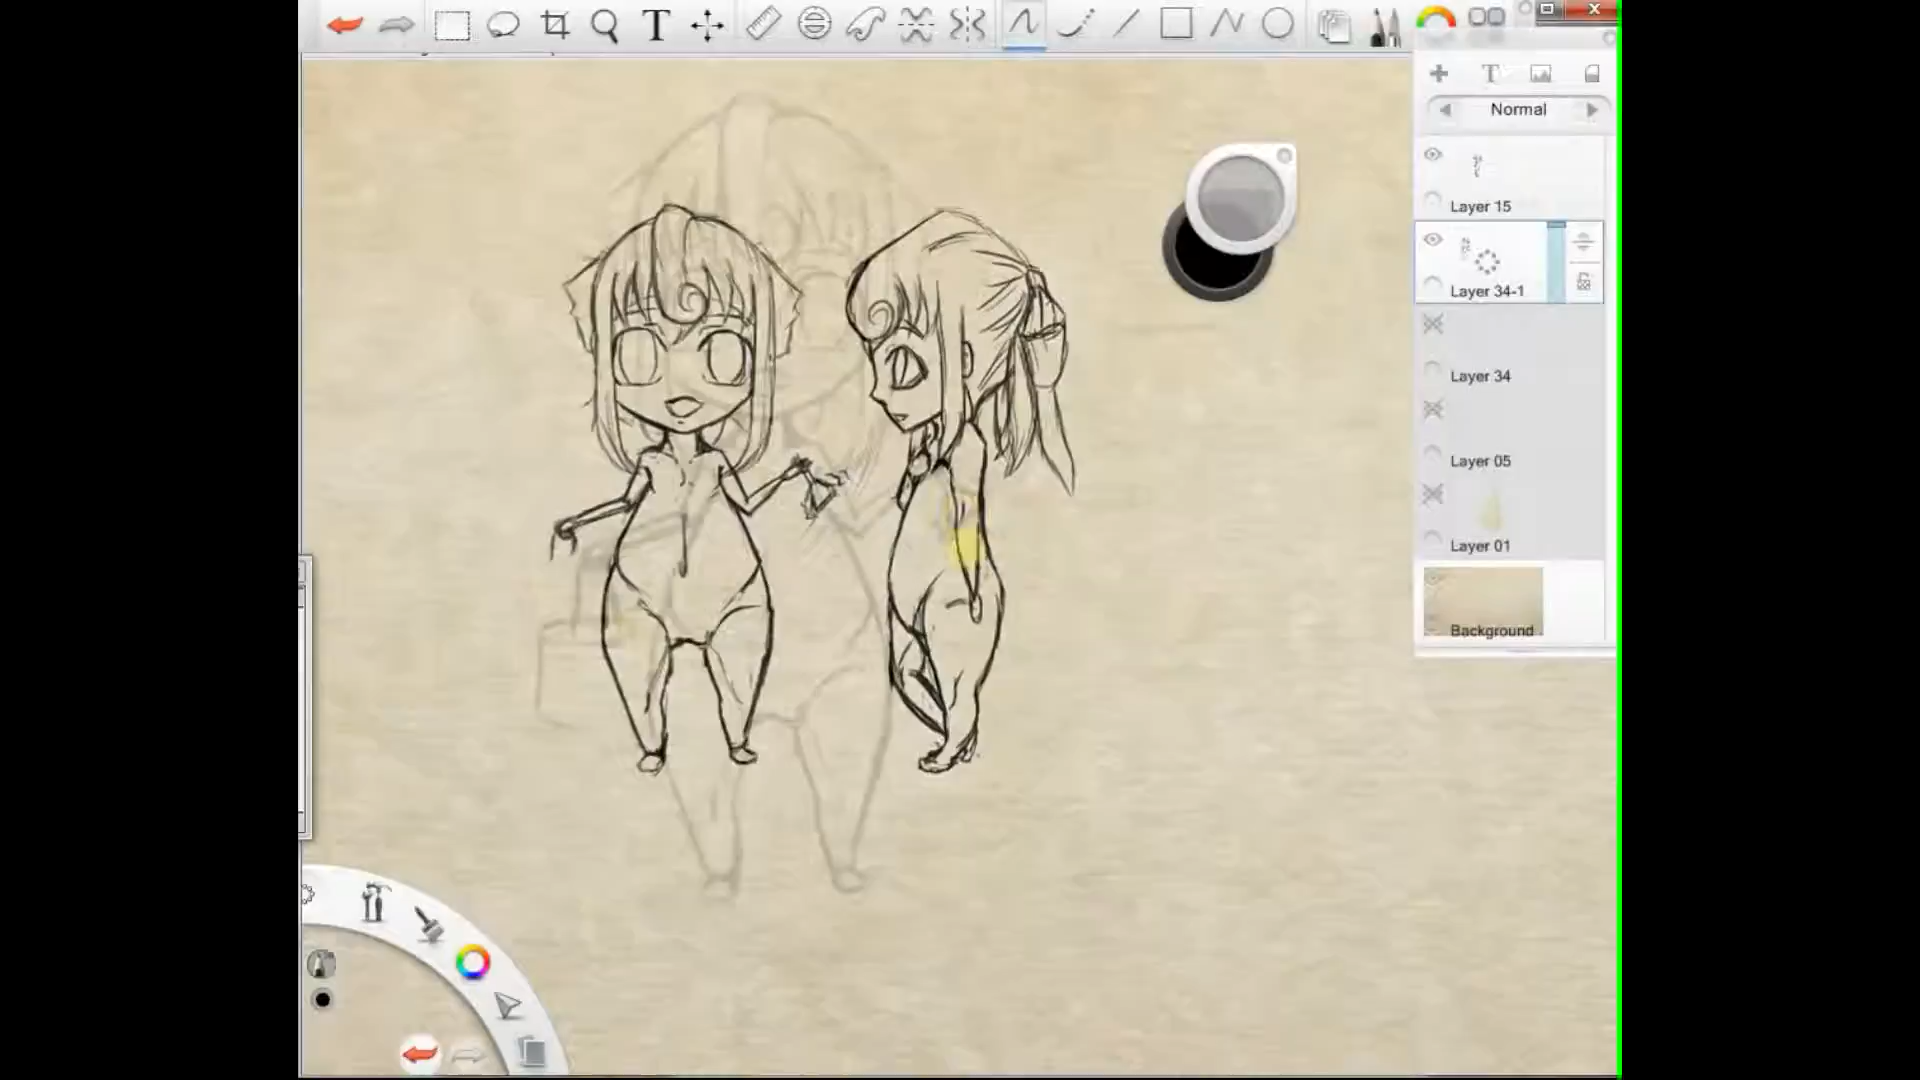 T
T
Normal
Layer 15
Layer 34-1
Layer 34
Layer 05
Layer 01
Background